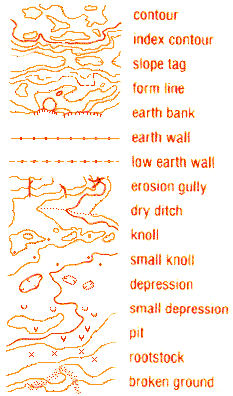 contour
index contour
slope tag
form line
earth bank
earth wall
low earth wall
erosion gully
dry ditch
knoll
small knoll
depression
small depression
pit
rootstock
broken ground